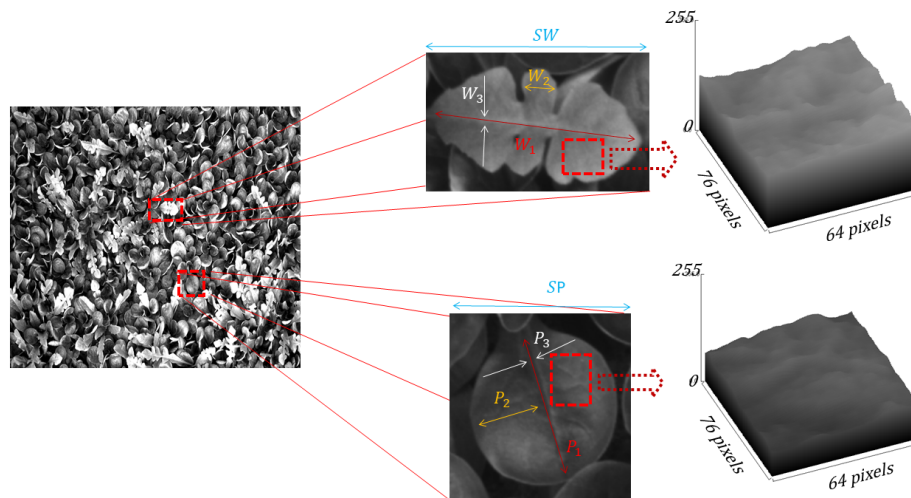 SW
W₂
W₃
W₁
255
0
76 pixels
64 pixels
SP
P₃
P₂
P₁
255
0
76 pixels
64 pixels